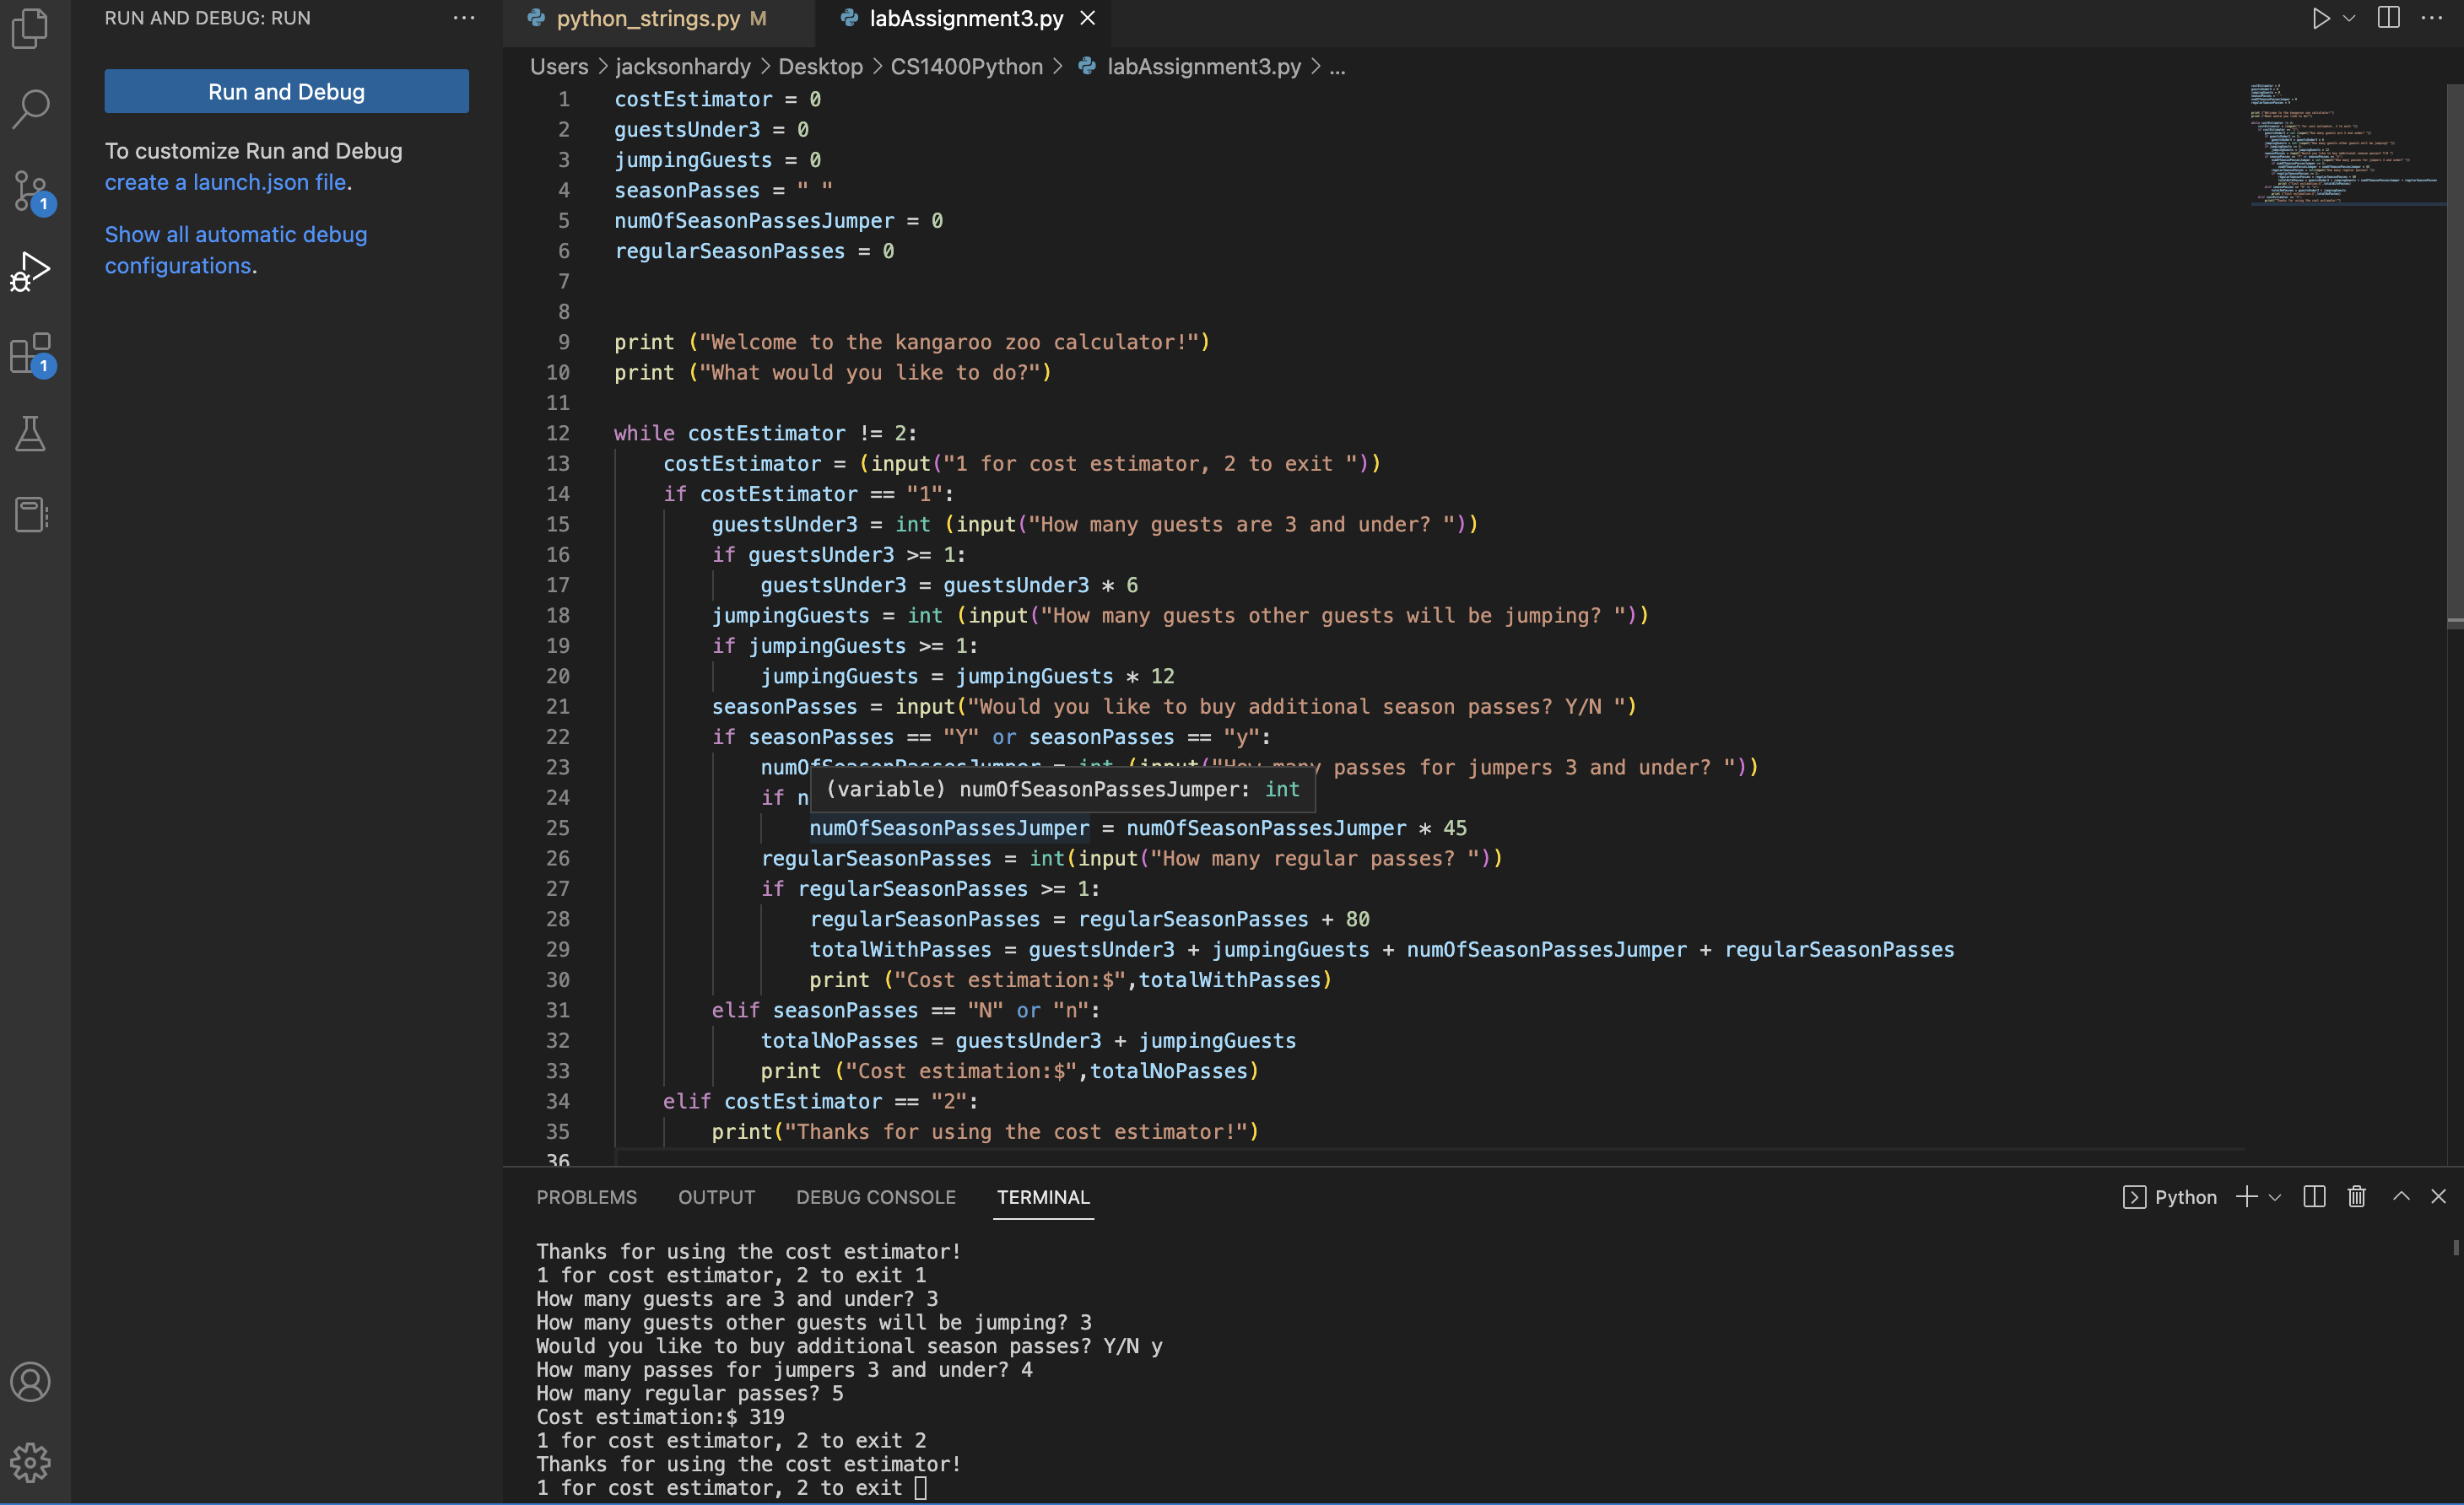 RUN AND DEBUG: RUN
Run and Debug
To customize Run and Debug
create a launch.json file.
Show all automatic debug
configurations.
1
1
python_strings.py M
labAssignment3.py
Users > jacksonhardy > Desktop > CS1400Python > labAssignment3.py > ...
1 costEstimator = 0
2 guestsUnder3 = 0
3 jumpingGuests = 0
4 seasonPasses = " "
5 numOfSeasonPassesJumper = 0
6 regularSeasonPasses = 0
7
8
9 print ("Welcome to the kangaroo zoo calculator!")
10 print ("What would you like to do?")
11
12 while costEstimator != 2:
13 costEstimator = (input("1 for cost estimator, 2 to exit "))
14 if costEstimator == "1":
15 guestsUnder3 = int (input("How many guests are 3 and under? "))
16 if guestsUnder3 >= 1:
17 guestsUnder3 = guestsUnder3 * 6
18 jumpingGuests = int (input("How many guests other guests will be jumping? "))
19 if jumpingGuests >= 1:
20 jumpingGuests = jumpingGuests * 12
21 seasonPasses = input("Would you like to buy additional season passes? Y/N ")
22 if seasonPasses == "Y" or seasonPasses == "y":
23 numOfSeasonPassesJumper = int (input("How many passes for jumpers 3 and under? "))
24 if n
(variable) numOfSeasonPassesJumper: int
25 numOfSeasonPassesJumper = numOfSeasonPassesJumper * 45
26 regularSeasonPasses = int(input("How many regular passes? "))
27 if regularSeasonPasses >= 1:
28 regularSeasonPasses = regularSeasonPasses + 80
29 totalWithPasses = guestsUnder3 + jumpingGuests + numOfSeasonPassesJumper + regularSeasonPasses
30 print ("Cost estimation:$",totalWithPasses)
31 elif seasonPasses == "N" or "n":
32 totalNoPasses = guestsUnder3 + jumpingGuests
33 print ("Cost estimation:$",totalNoPasses)
34 elif costEstimator == "2":
35 print("Thanks for using the cost estimator!")
36
PROBLEMS OUTPUT DEBUG CONSOLE TERMINAL
Python
Thanks for using the cost estimator!
1 for cost estimator, 2 to exit 1
How many guests are 3 and under? 3
How many guests other guests will be jumping? 3
Would you like to buy additional season passes? Y/N y
How many passes for jumpers 3 and under? 4
How many regular passes? 5
Cost estimation:$ 319
1 for cost estimator, 2 to exit 2
Thanks for using the cost estimator!
1 for cost estimator, 2 to exit